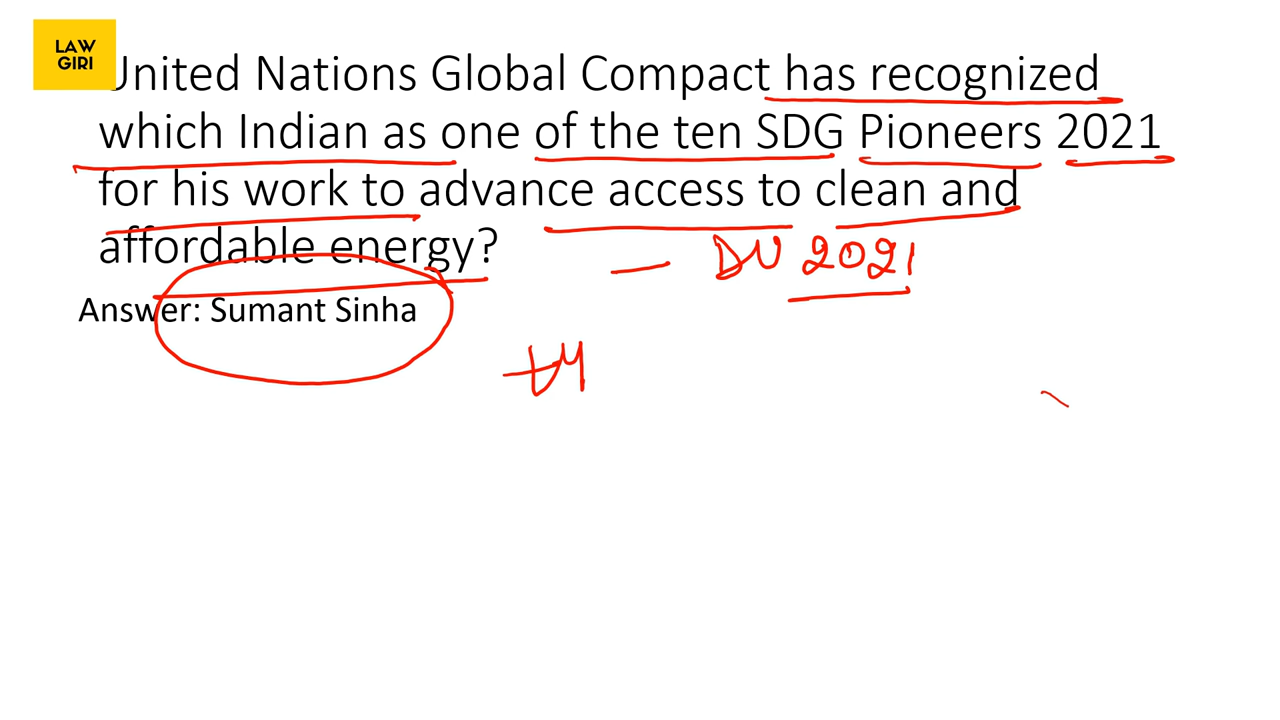 LAW
GIRI
United Nations Global Compact has recognized
which Indian as one of the ten SDG Pioneers 2021
for his work to advance access to clean and
affordable energy?
— DU 2021
Answer: Sumant Sinha